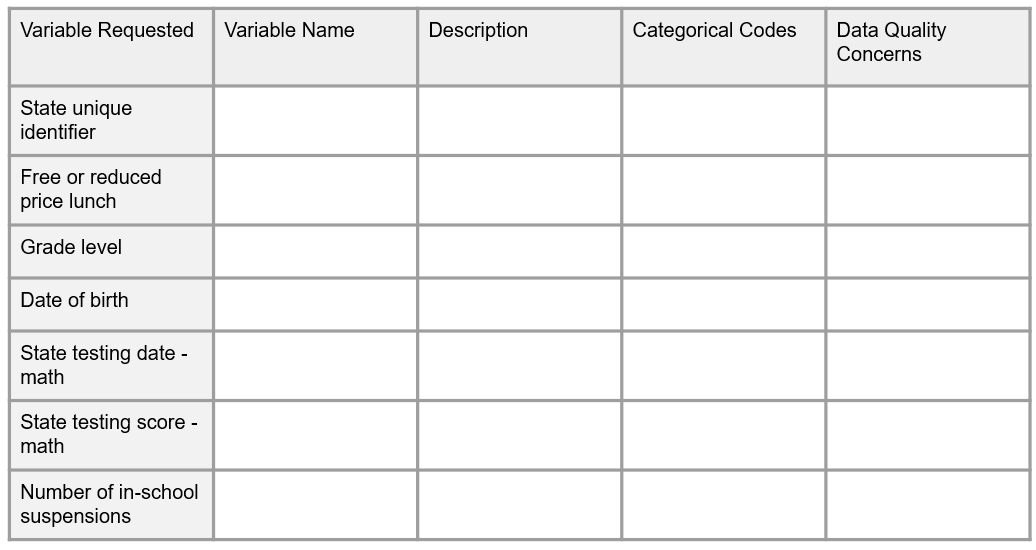 Variable Requested
Variable Name
Description
Categorical Codes
Data Quality
Concerns
State unique
identifier
Free or reduced
price lunch
Grade level
Date of birth
State testing date -
math
State testing score -
math
Number of in-school
suspensions